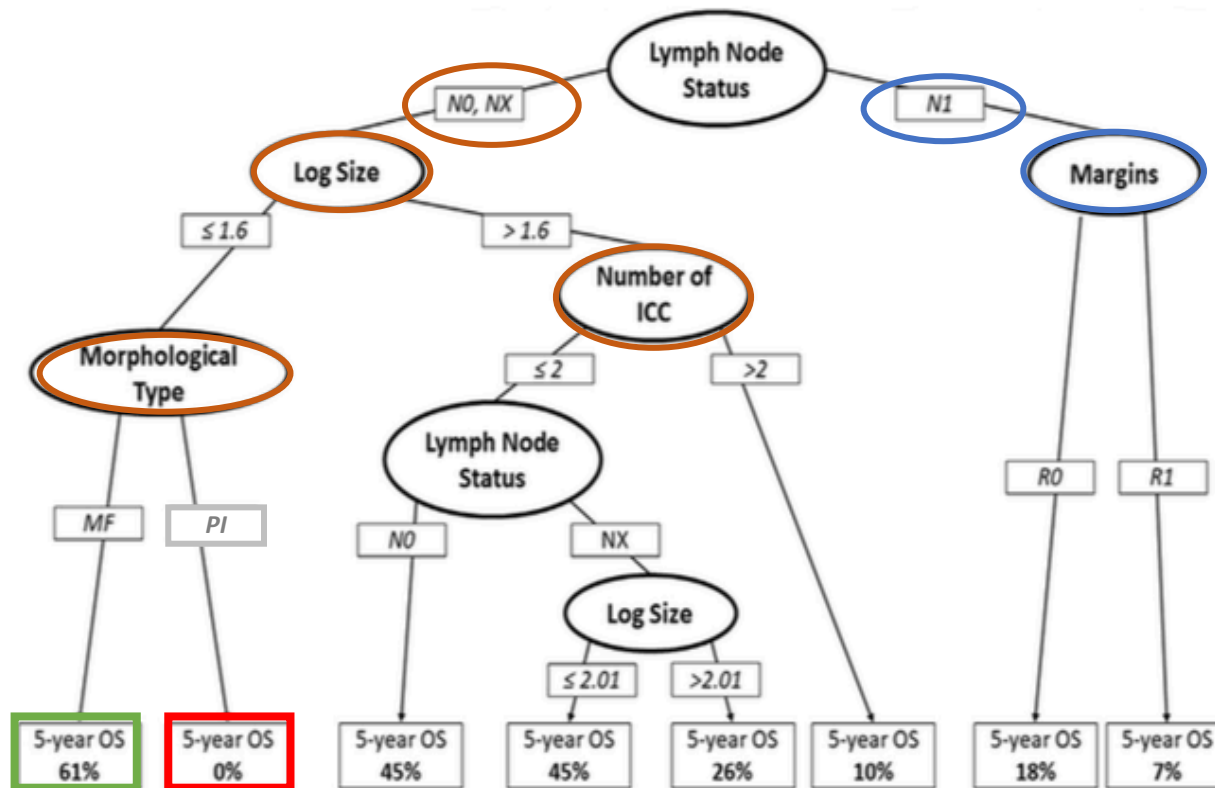 Lymph Node
Status
N0, NX
N1
Log Size
Margins
≤ 1.6
> 1.6
Number of
ICC
Morphological
Type
≤ 2
>2
Lymph Node
Status
R0
R1
MF
PI
N0
NX
Log Size
≤ 2.01
>2.01
5-year OS
61%
5-year OS
0%
5-year OS
45%
5-year OS
45%
5-year OS
26%
5-year OS
10%
5-year OS
18%
5-year OS
7%